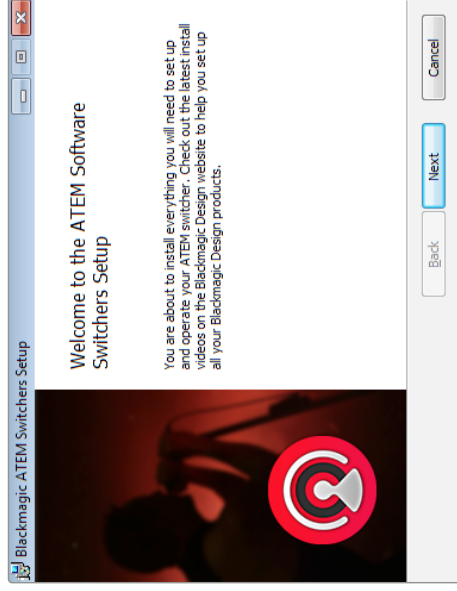 Blackmagic ATEM Switchers Setup
Welcome to the ATEM Software
Switchers Setup
You are about to install everything you will need to set up
and operate your ATEM switcher. Check out the latest install
videos on the Blackmagic Design website to help you set up
all your Blackmagic Design products.
Back
Next
Cancel